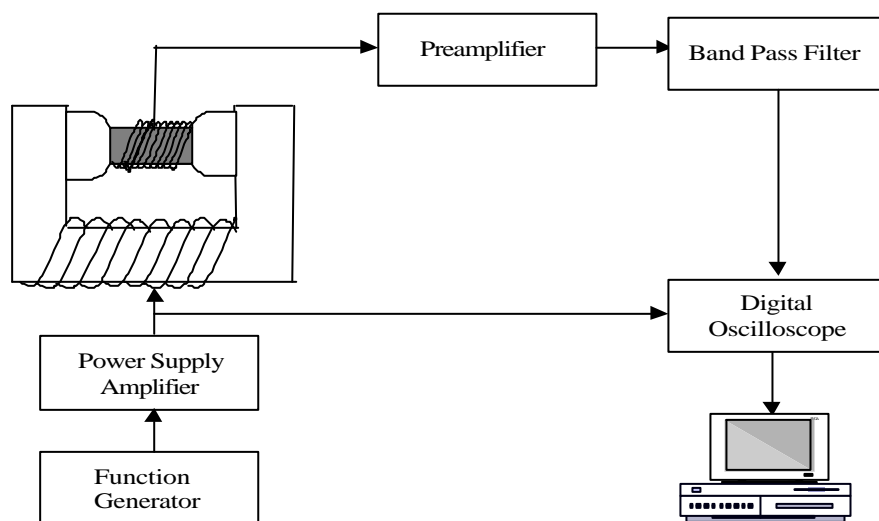 Preamplifier
Band Pass Filter
Digital
Oscilloscope
Power Supply
Amplifier
Function
Generator